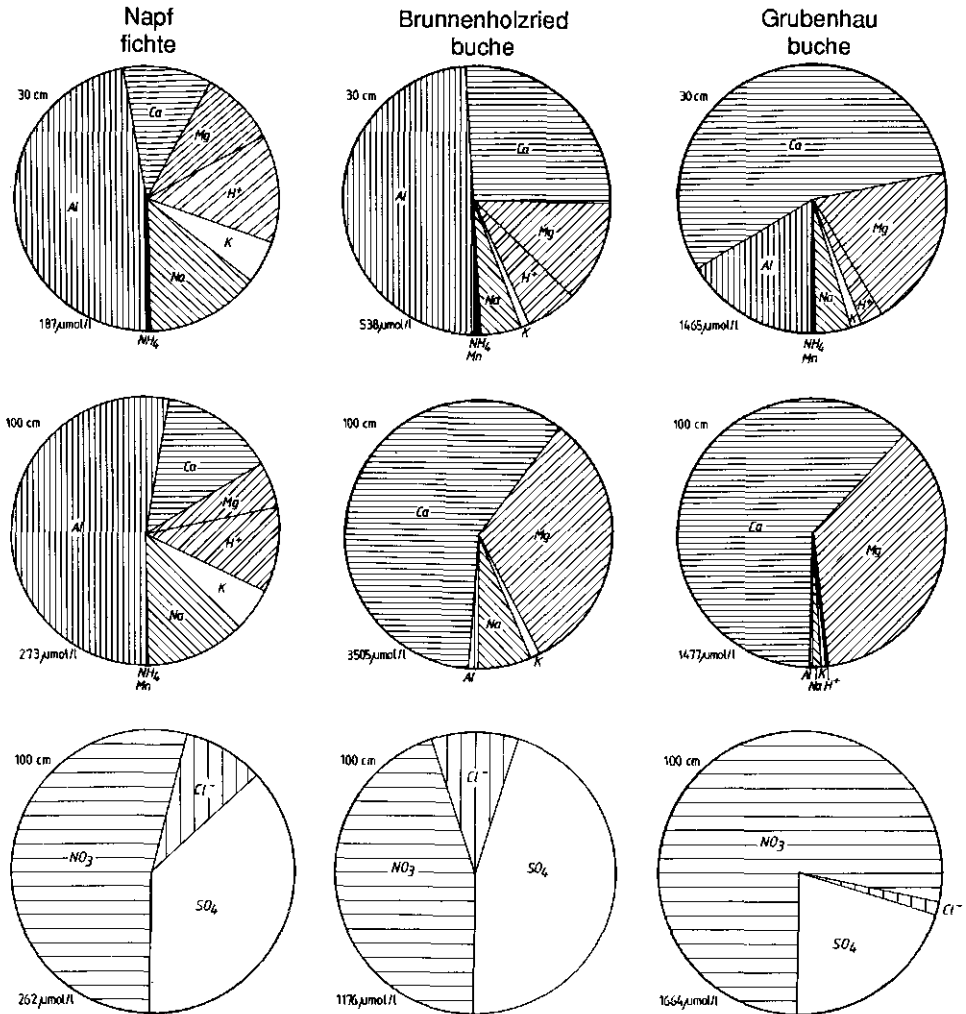 Napf
fichte
Brunnenholzried
buche
Grubenhau
buche
30 cm
Ca
Mg
H+
K
Na
Al
187 µmol/l
NH4
30 cm
Ca
Mg
H+
K
Na
Al
538 µmol/l
NH4
Mn
30 cm
Ca
Mg
H+
K
Na
Al
1465 µmol/l
NH4
Mn
100 cm
Ca
Mg
H+
K
Na
Al
273 µmol/l
NH4
Mn
100 cm
Ca
Mg
Na
K
Al
3505 µmol/l
100 cm
Ca
Mg
1477 µmol/l
Al K
Na H+
100 cm
Cl-
NO3
SO4
262 µmol/l
100 cm
Cl-
NO3
SO4
1176 µmol/l
100 cm
NO3
Cl-
SO4
1664 µmol/l